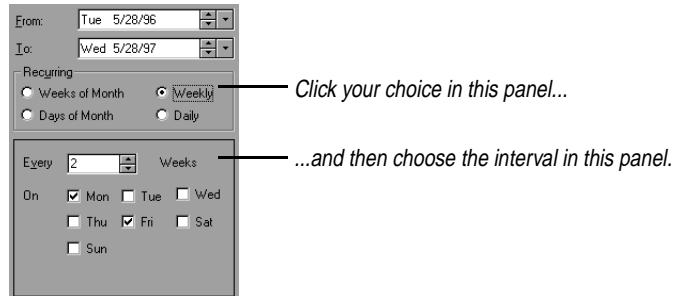 From: Tue 5/28/96
To: Wed 5/28/97
Recurring
Weeks of Month Weekly
Days of Month Daily
Click your choice in this panel...
Every 2 Weeks
...and then choose the interval in this panel.
On Mon Tue Wed
Thu Fri Sat
Sun